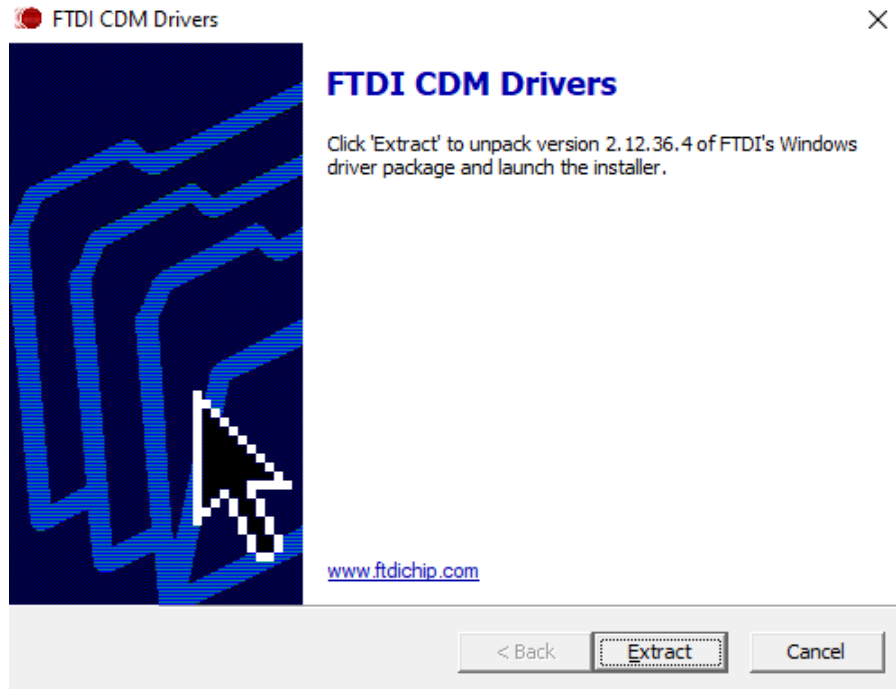 FTDI CDM Drivers
FTDI CDM Drivers
Click 'Extract' to unpack version 2.12.36.4 of FTDI's Windows
driver package and launch the installer.
www.ftdichip.com
< Back
Extract
Cancel